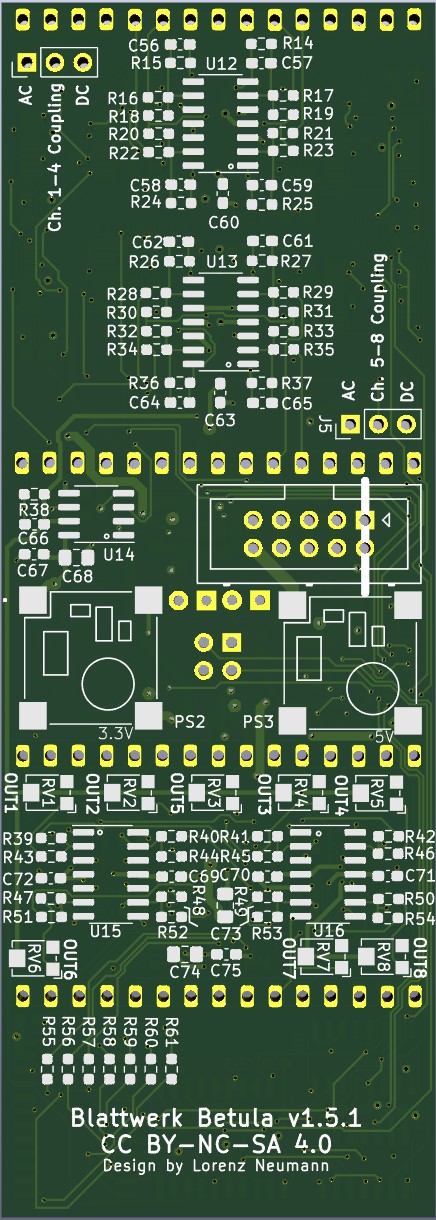 C56 R14
R15 C57
U12
AC DC
Ch. 1-4 Coupling
R16 R17
R18 R19
R20 R21
R22 R23
C58 C59
R24 R25
C60
C62 C61
R26 U13 R27
R28 R29
R30 R31
R32 R33
R34 R35
Ch. 5-8 Coupling
R36 R37
C64 C65
C63
J5 AC DC
R38
C66
C67 C68 U14
PS2 PS3
3.3V 5V
OUT1 RV1 OUT2 RV2 OUT5 RV3 OUT3 RV4 OUT4 RV5
R39 R40 R41 R42
R43 R44 R45 R46
C72 C69 C70 C71
R47 R48 R49 R50
R51 R54
U15 R52 C73 R53 U16
RV6 OUT6 C74 C75 OUT7 RV7 RV8 OUT8
R55 R56 R57 R58 R59 R60 R61
Blattwerk Betula v1.5.1
CC BY-NC-SA 4.0
Design by Lorenz Neumann